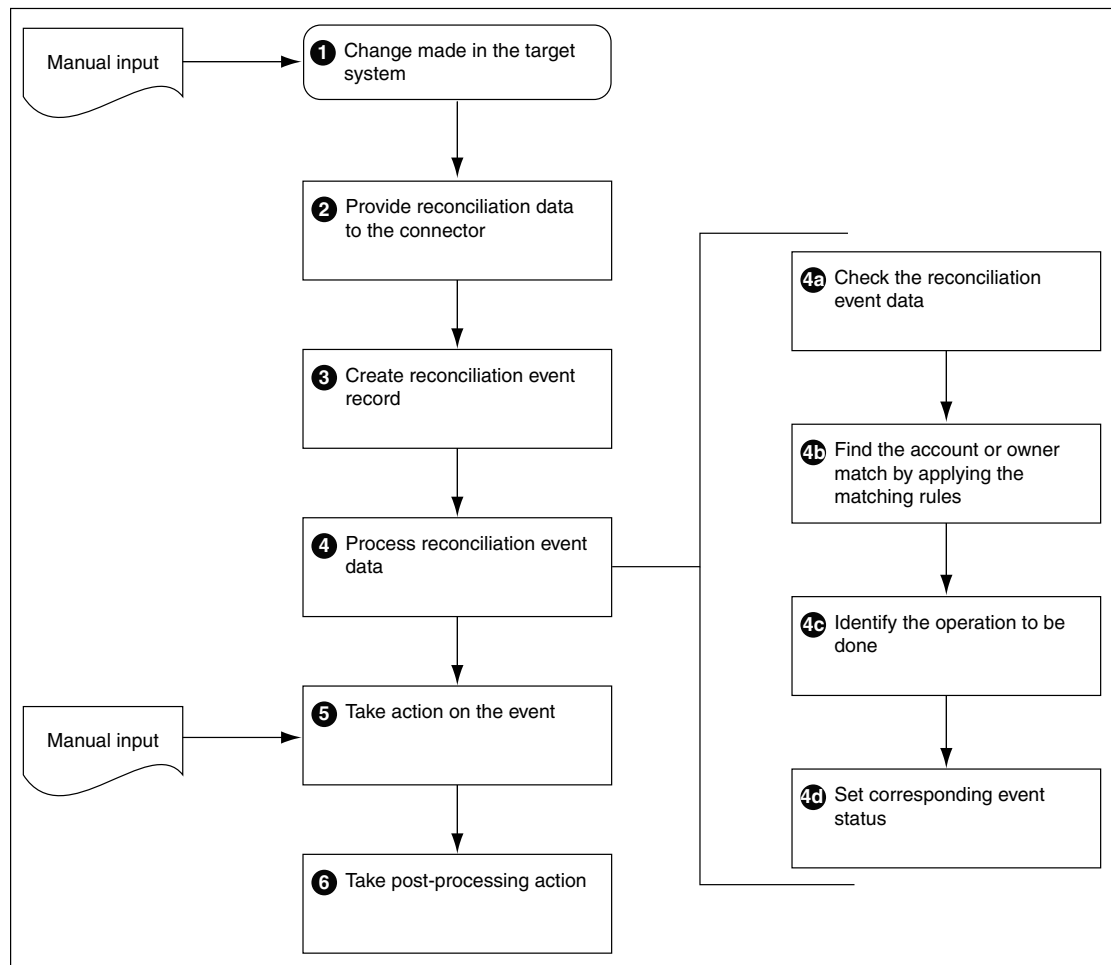 Manual input
1 Change made in the target
system
2 Provide reconciliation data
to the connector
3 Create reconciliation event
record
4 Process reconciliation event
data
4a Check the reconciliation
event data
4b Find the account or owner
match by applying the
matching rules
4c Identify the operation to be
done
4d Set corresponding event
status
Manual input
5 Take action on the event
6 Take post-processing action